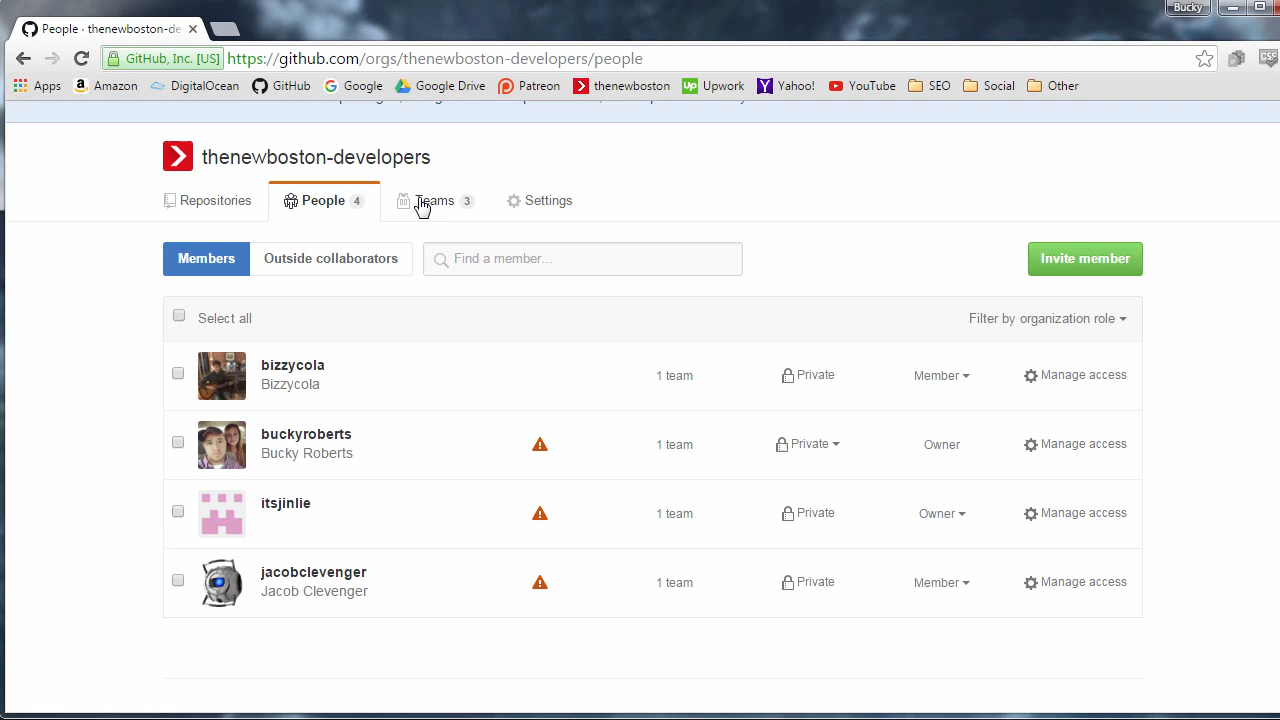 Bucky
People · thenewboston-de
GitHub, Inc. [US] https://github.com/orgs/thenewboston-developers/people
Apps Amazon DigitalOcean GitHub Google Google Drive Patreon thenewboston Upwork Yahoo! YouTube SEO Social Other
thenewboston-developers
Repositories People 4 Teams 3 Settings
Members Outside collaborators Find a member... Invite member
Select all Filter by organization role
bizzycola
Bizzycola 1 team Private Member Manage access
buckyroberts
Bucky Roberts 1 team Private Owner Manage access
itsjinlie
1 team Private Owner Manage access
jacobclevenger
Jacob Clevenger 1 team Private Member Manage access